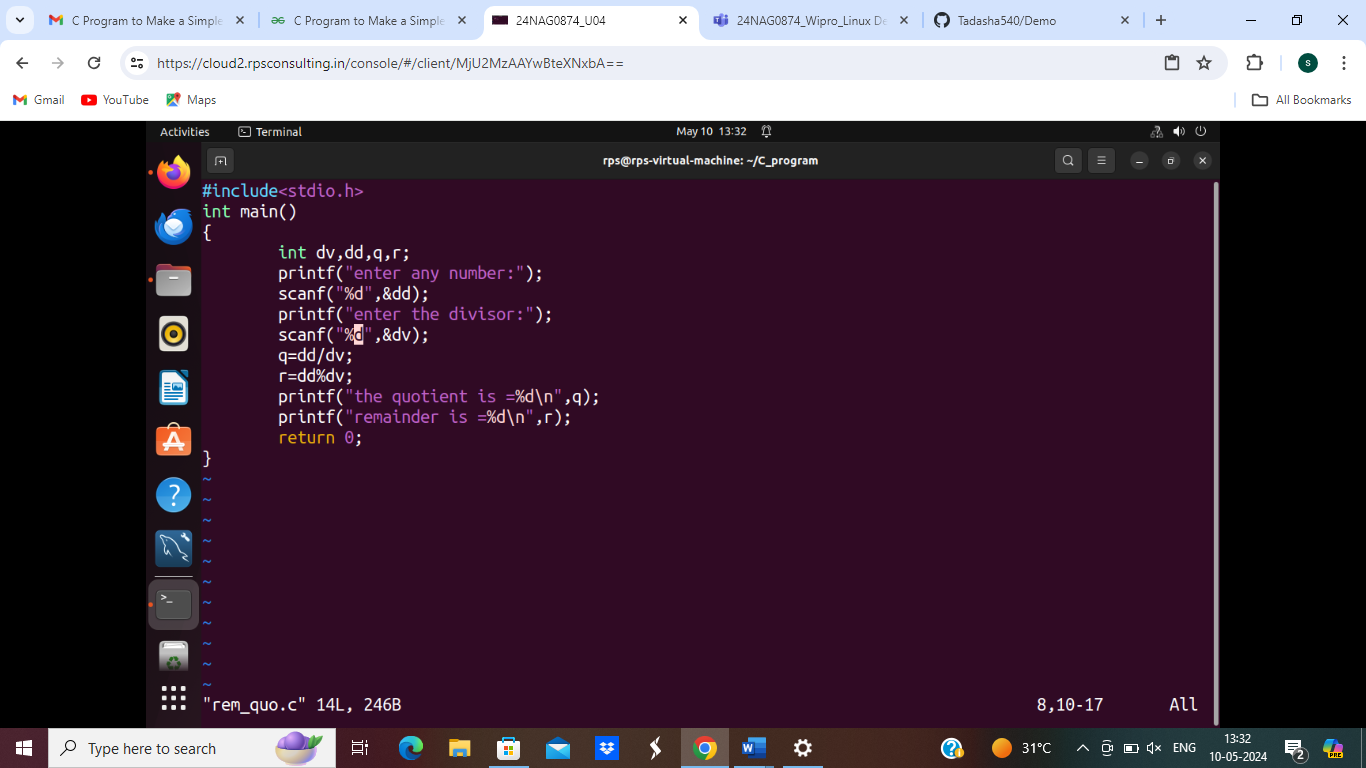 C Program to Make a Simple
C Program to Make a Simple
24NAG0874_U04
24NAG0874_Wipro_Linux De
Tadasha540/Demo
https://cloud2.rpsconsulting.in/console/#/client/MjU2MzAAYwBteXNxbA==
S
Gmail
YouTube
Maps
All Bookmarks
Activities
Terminal
May 10 13:32
rps@rps-virtual-machine: ~/C_program
#include<stdio.h>
int main()
{
int dv,dd,q,r;
printf("enter any number:");
scanf("%d",&dd);
printf("enter the divisor:");
scanf("%d",&dv);
q=dd/dv;
r=dd%dv;
printf("the quotient is =%d\n",q);
printf("remainder is =%d\n",r);
return 0;
}
~
~
~
~
~
~
~
~
~
~
~
"rem_quo.c" 14L, 246B 8,10-17 All
Type here to search
31°C
ENG
13:32
10-05-2024
2
PRE